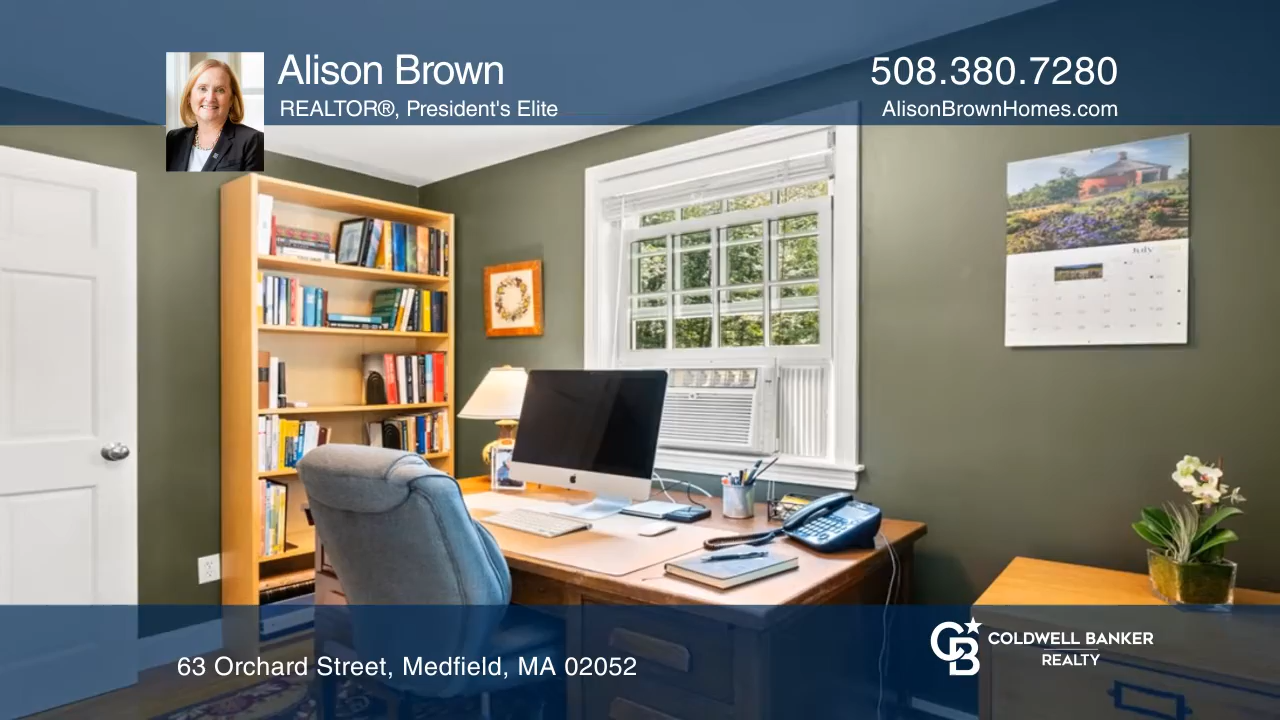 Alison Brown
REALTOR®, President's Elite
508.380.7280
AlisonBrownHomes.com
July
63 Orchard Street, Medfield, MA 02052
COLDWELL BANKER
REALTY